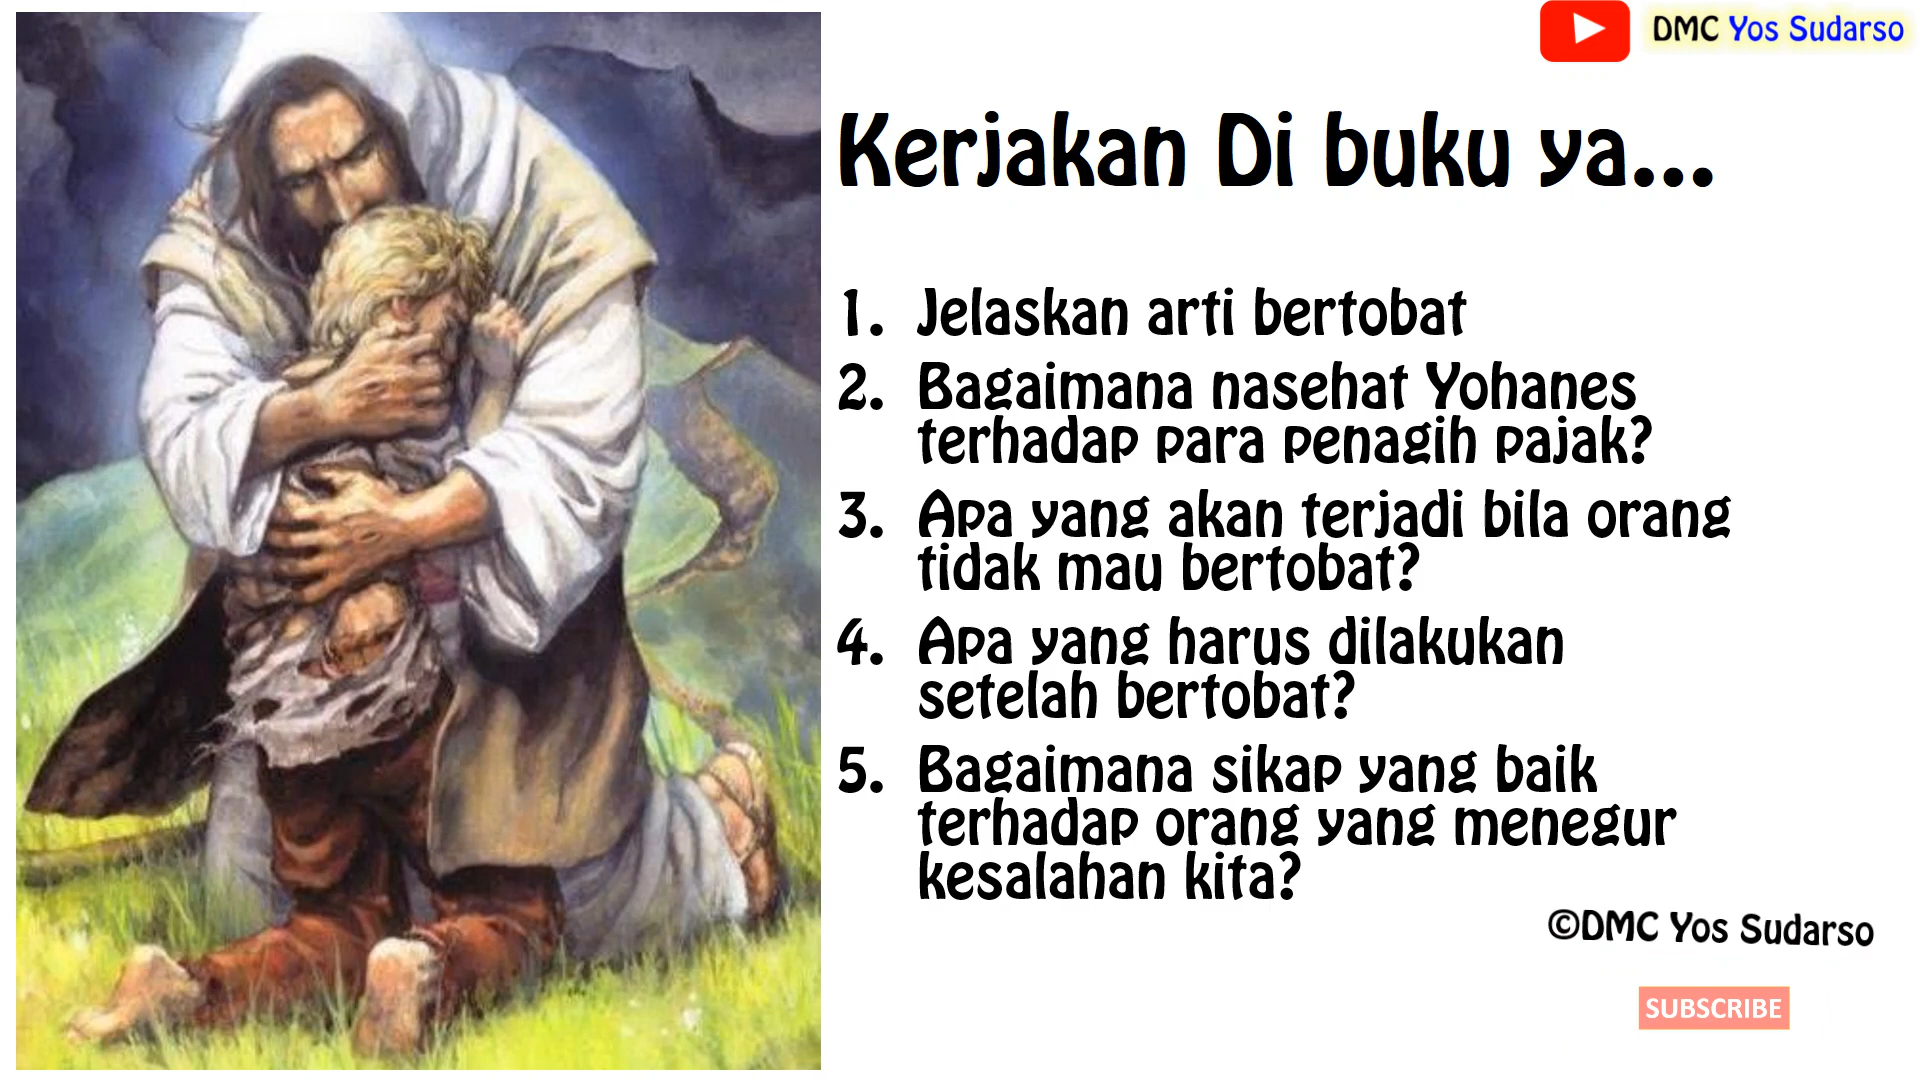 DMC Yos Sudarso
Kerjakan Di buku ya...
1. Jelaskan arti bertobat
2. Bagaimana nasehat Yohanes
terhadap para penagih pajak?
3. Apa yang akan terjadi bila orang
tidak mau bertobat?
4. Apa yang harus dilakukan
setelah bertobat?
5. Bagaimana sikap yang baik
terhadap orang yang menegur
kesalahan kita?
©DMC Yos Sudarso
SUBSCRIBE